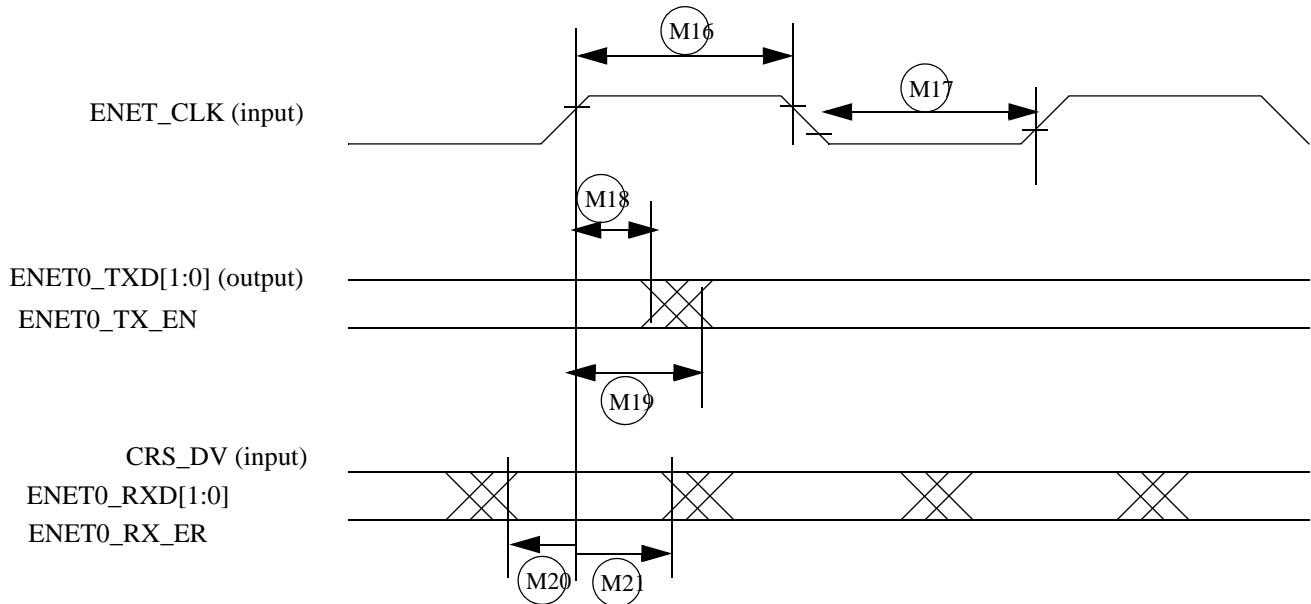 M16
M17
ENET_CLK (input)
M18
ENET0_TXD[1:0] (output)
ENET0_TX_EN
M19
CRS_DV (input)
ENET0_RXD[1:0]
ENET0_RX_ER
M20
M21